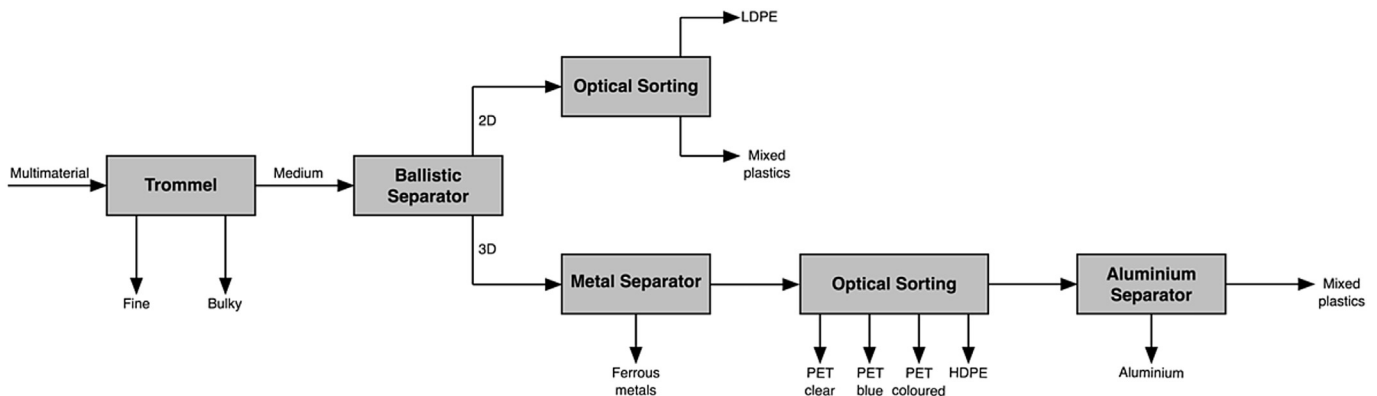 LDPE
Optical Sorting
2D
Mixed
plastics
Multimaterial
Trommel
Medium
Ballistic
Separator
Fine
Bulky
3D
Metal Separator
Optical Sorting
Aluminium
Separator
Mixed
plastics
Ferrous
metals
PET
clear
PET
blue
PET
coloured
HDPE
Aluminium